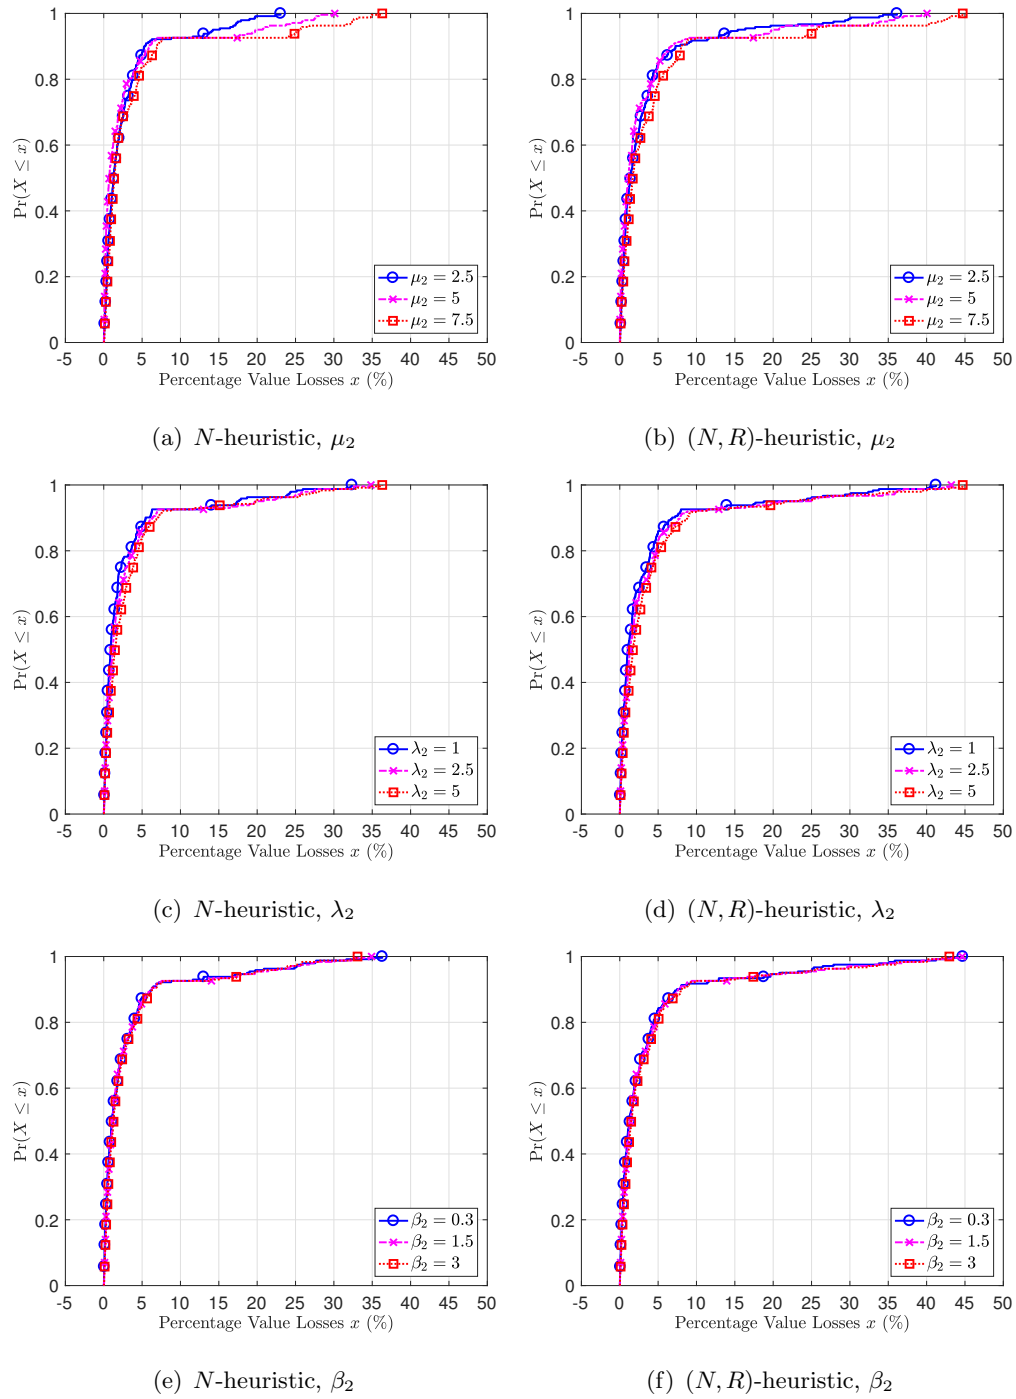 1
0.8
0.6
0.4
0.2
0
Pr(X ≤ x)
μ₂ = 2.5
μ₂ = 5
μ₂ = 7.5
-5 0 5 10 15 20 25 30 35 40 45 50
Percentage Value Losses x (%)
(a) N-heuristic, μ₂
1
0.8
0.6
0.4
0.2
0
Pr(X ≤ x)
μ₂ = 2.5
μ₂ = 5
μ₂ = 7.5
-5 0 5 10 15 20 25 30 35 40 45 50
Percentage Value Losses x (%)
(b) (N, R)-heuristic, μ₂
1
0.8
0.6
0.4
0.2
0
Pr(X ≤ x)
λ₂ = 1
λ₂ = 2.5
λ₂ = 5
-5 0 5 10 15 20 25 30 35 40 45 50
Percentage Value Losses x (%)
(c) N-heuristic, λ₂
1
0.8
0.6
0.4
0.2
0
Pr(X ≤ x)
λ₂ = 1
λ₂ = 2.5
λ₂ = 5
-5 0 5 10 15 20 25 30 35 40 45 50
Percentage Value Losses x (%)
(d) (N, R)-heuristic, λ₂
1
0.8
0.6
0.4
0.2
0
Pr(X ≤ x)
β₂ = 0.3
β₂ = 1.5
β₂ = 3
-5 0 5 10 15 20 25 30 35 40 45 50
Percentage Value Losses x (%)
(e) N-heuristic, β₂
1
0.8
0.6
0.4
0.2
0
Pr(X ≤ x)
β₂ = 0.3
β₂ = 1.5
β₂ = 3
-5 0 5 10 15 20 25 30 35 40 45 50
Percentage Value Losses x (%)
(f) (N, R)-heuristic, β₂